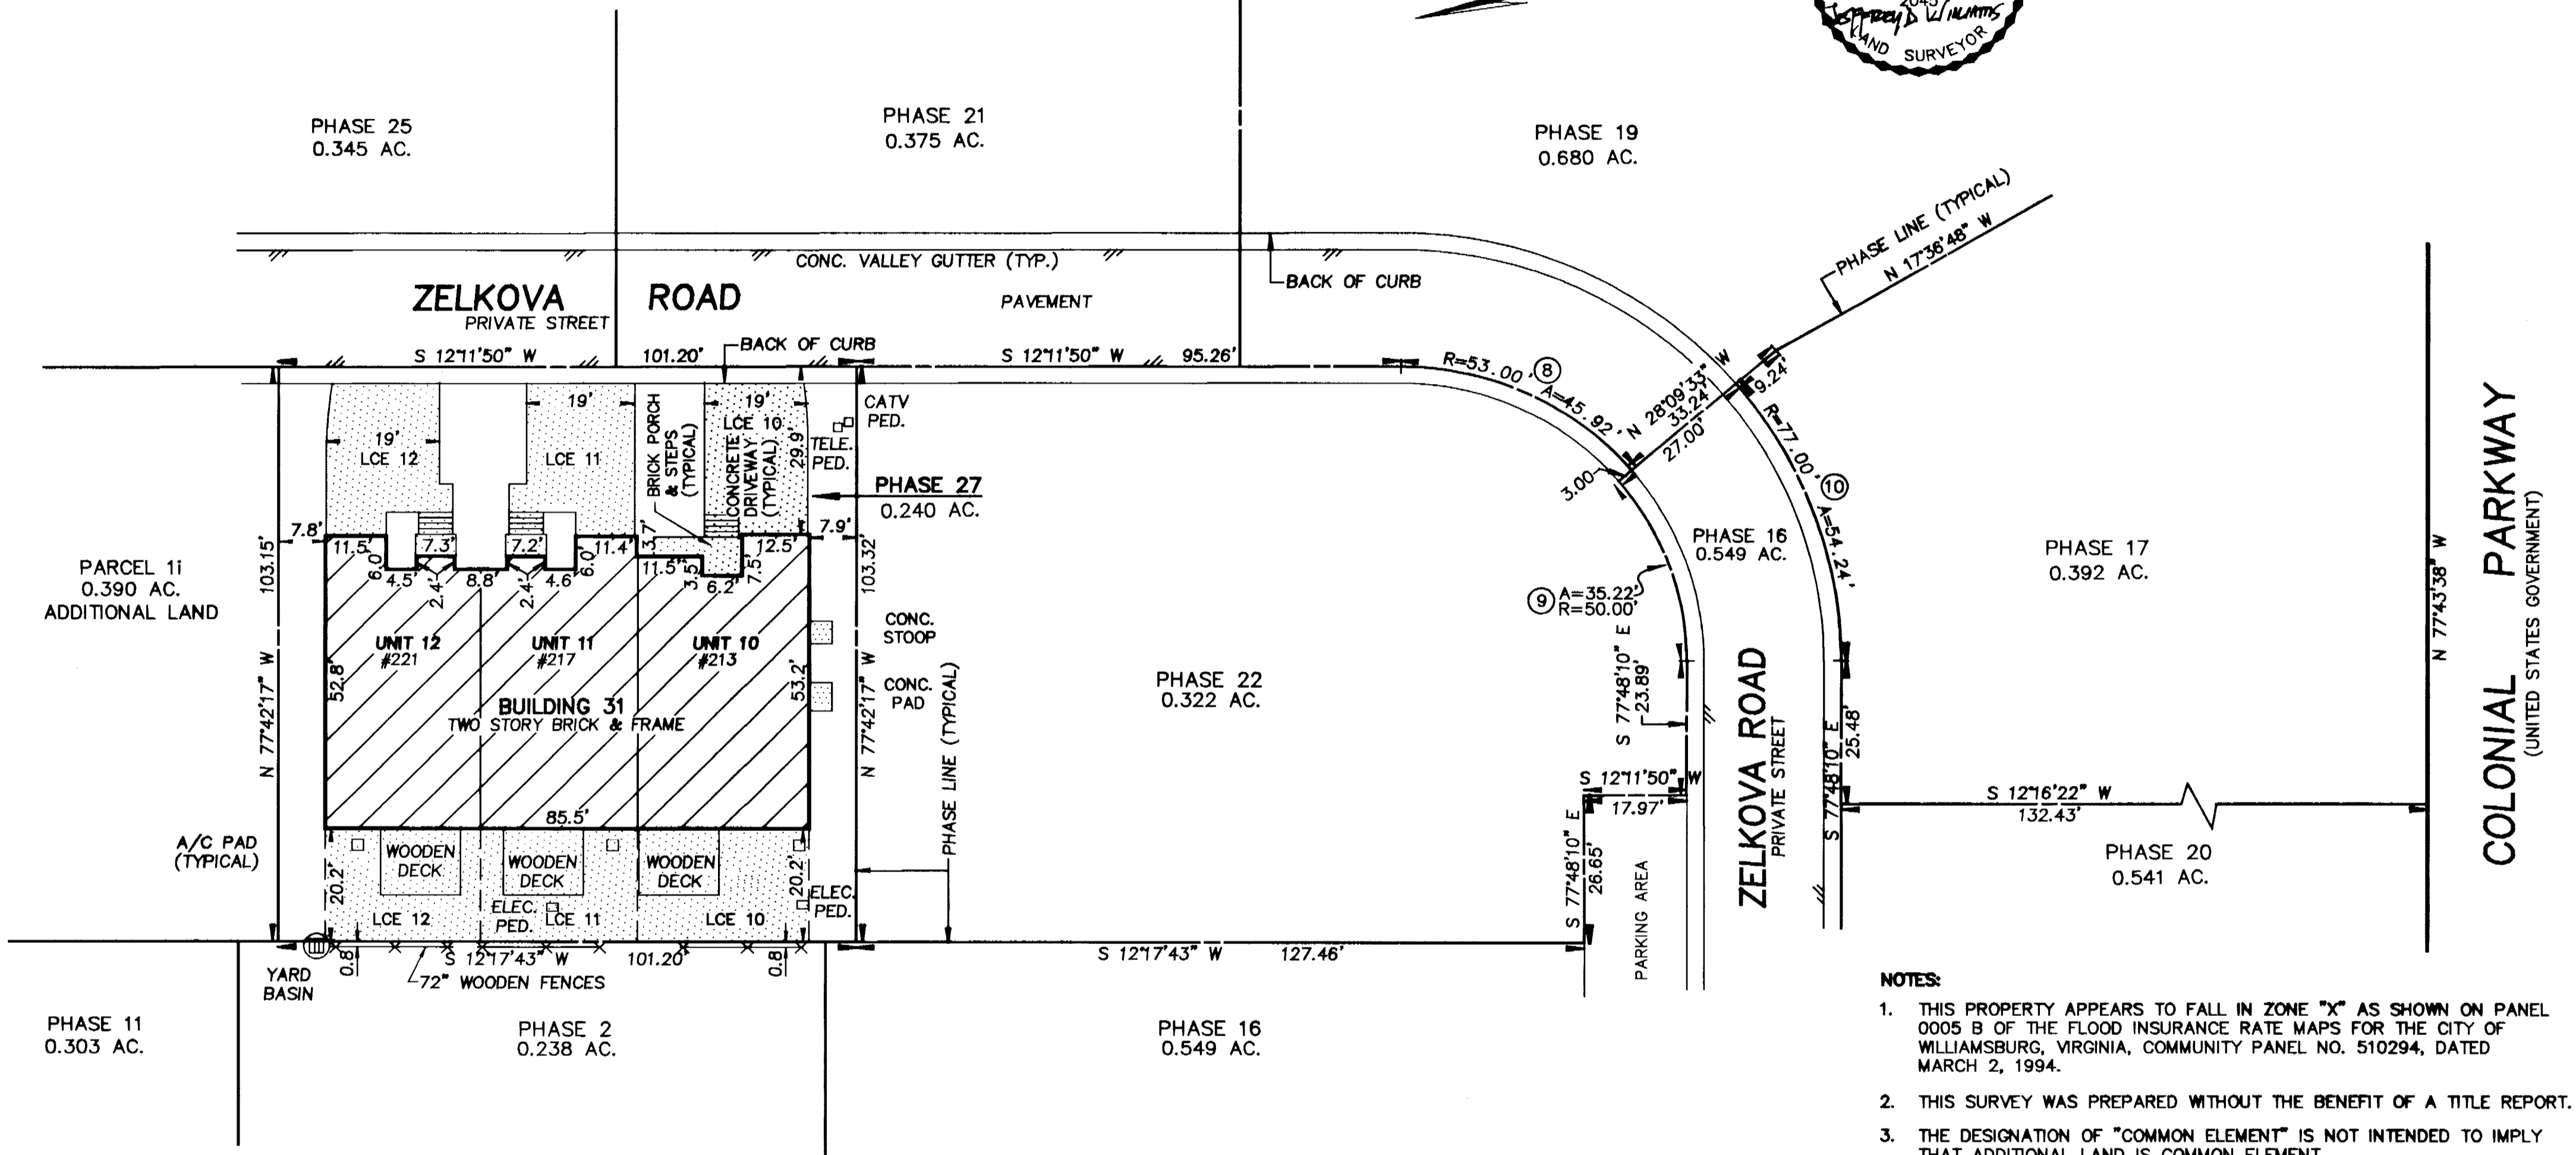 2045
Jeffrey D Williams
LAND SURVEYOR
PHASE 25
0.345 AC.
PHASE 21
0.375 AC.
PHASE 19
0.680 AC.
PHASE LINE (TYPICAL)
N 17°36'48" W
CONC. VALLEY GUTTER (TYP.)
BACK OF CURB
ZELKOVA ROAD
PRIVATE STREET
PAVEMENT
S 12°11'50" W 101.20'
BACK OF CURB
S 12°11'50" W 95.26'
R=53.00'
8
A=45.92'
N 28°09'33" W
33.24'
27.00'
9.24'
3.00
R=77.00'
10
A=54.24'
19'
LCE 12
19'
LCE 11
BRICK PORCH
& STEPS
(TYPICAL)
19'
LCE 10
CONCRETE
DRIVEWAY
(TYPICAL)
29.9'
CATV
PED.
TELE.
PED.
PHASE 27
0.240 AC.
7.8'
11.5'
6.0'
7.3'
4.5'
2.4'
8.8'
7.2'
2.4'
4.6'
6.0'
11.4'
3.7'
11.5'
3.5'
6.2'
7.5'
12.5'
7.9'
PARCEL 1i
0.390 AC.
ADDITIONAL LAND
103.15'
N 77°42'17" W
103.32'
N 77°42'17" W
UNIT 12
#221
UNIT 11
#217
UNIT 10
#213
52.8'
53.2'
BUILDING 31
TWO STORY BRICK & FRAME
85.5'
CONC.
STOOP
CONC.
PAD
PHASE LINE (TYPICAL)
PHASE 22
0.322 AC.
9
A=35.22'
R=50.00'
S 77°48'10" E
23.89'
S 12°11'50" W
17.97'
S 77°48'10" E
26.65'
PARKING AREA
ZELKOVA ROAD
PRIVATE STREET
PHASE 16
0.549 AC.
S 77°48'10" E
25.48'
PHASE 17
0.392 AC.
S 12°16'22" W
132.43'
PHASE 20
0.541 AC.
N 77°43'38" W
COLONIAL PARKWAY
(UNITED STATES GOVERNMENT)
A/C PAD
(TYPICAL)
WOODEN
DECK
WOODEN
DECK
WOODEN
DECK
20.2'
20.2'
LCE 12
ELEC.
PED.
LCE 11
LCE 10
ELEC.
PED.
YARD
BASIN
0.8'
S 12°17'43" W 101.20'
0.8'
72" WOODEN FENCES
S 12°17'43" W 127.46'
PHASE 11
0.303 AC.
PHASE 2
0.238 AC.
PHASE 16
0.549 AC.
NOTES:
1. THIS PROPERTY APPEARS TO FALL IN ZONE "X" AS SHOWN ON PANEL
0005 B OF THE FLOOD INSURANCE RATE MAPS FOR THE CITY OF
WILLIAMSBURG, VIRGINIA, COMMUNITY PANEL NO. 510294, DATED
MARCH 2, 1994.
2. THIS SURVEY WAS PREPARED WITHOUT THE BENEFIT OF A TITLE REPORT.
3. THE DESIGNATION OF "COMMON ELEMENT" IS NOT INTENDED TO IMPLY
THAT ADDITIONAL LAND IS COMMON ELEMENT.